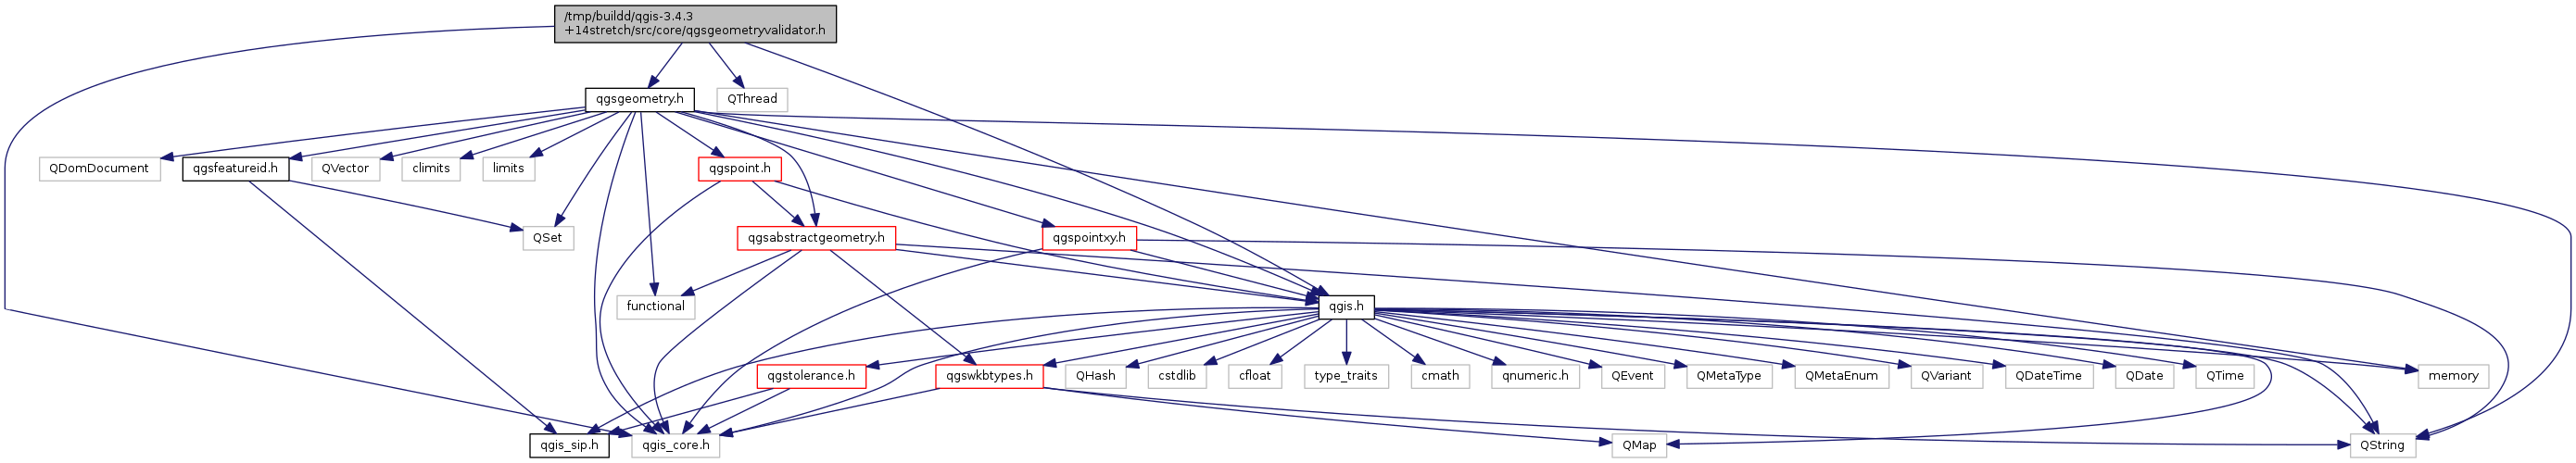 /tmp/buildd/qgis-3.4.3
+14stretch/src/core/qgsgeometryvalidator.h
qgsgeometry.h
QThread
QDomDocument
qgsfeatureid.h
QVector
climits
limits
qgspoint.h
QSet
qgsabstractgeometry.h
qgspointxy.h
functional
qgis.h
qgstolerance.h
qgswkbtypes.h
QHash
cstdlib
cfloat
type_traits
cmath
qnumeric.h
QEvent
QMetaType
QMetaEnum
QVariant
QDateTime
QDate
QTime
memory
qgis_sip.h
qgis_core.h
QMap
QString